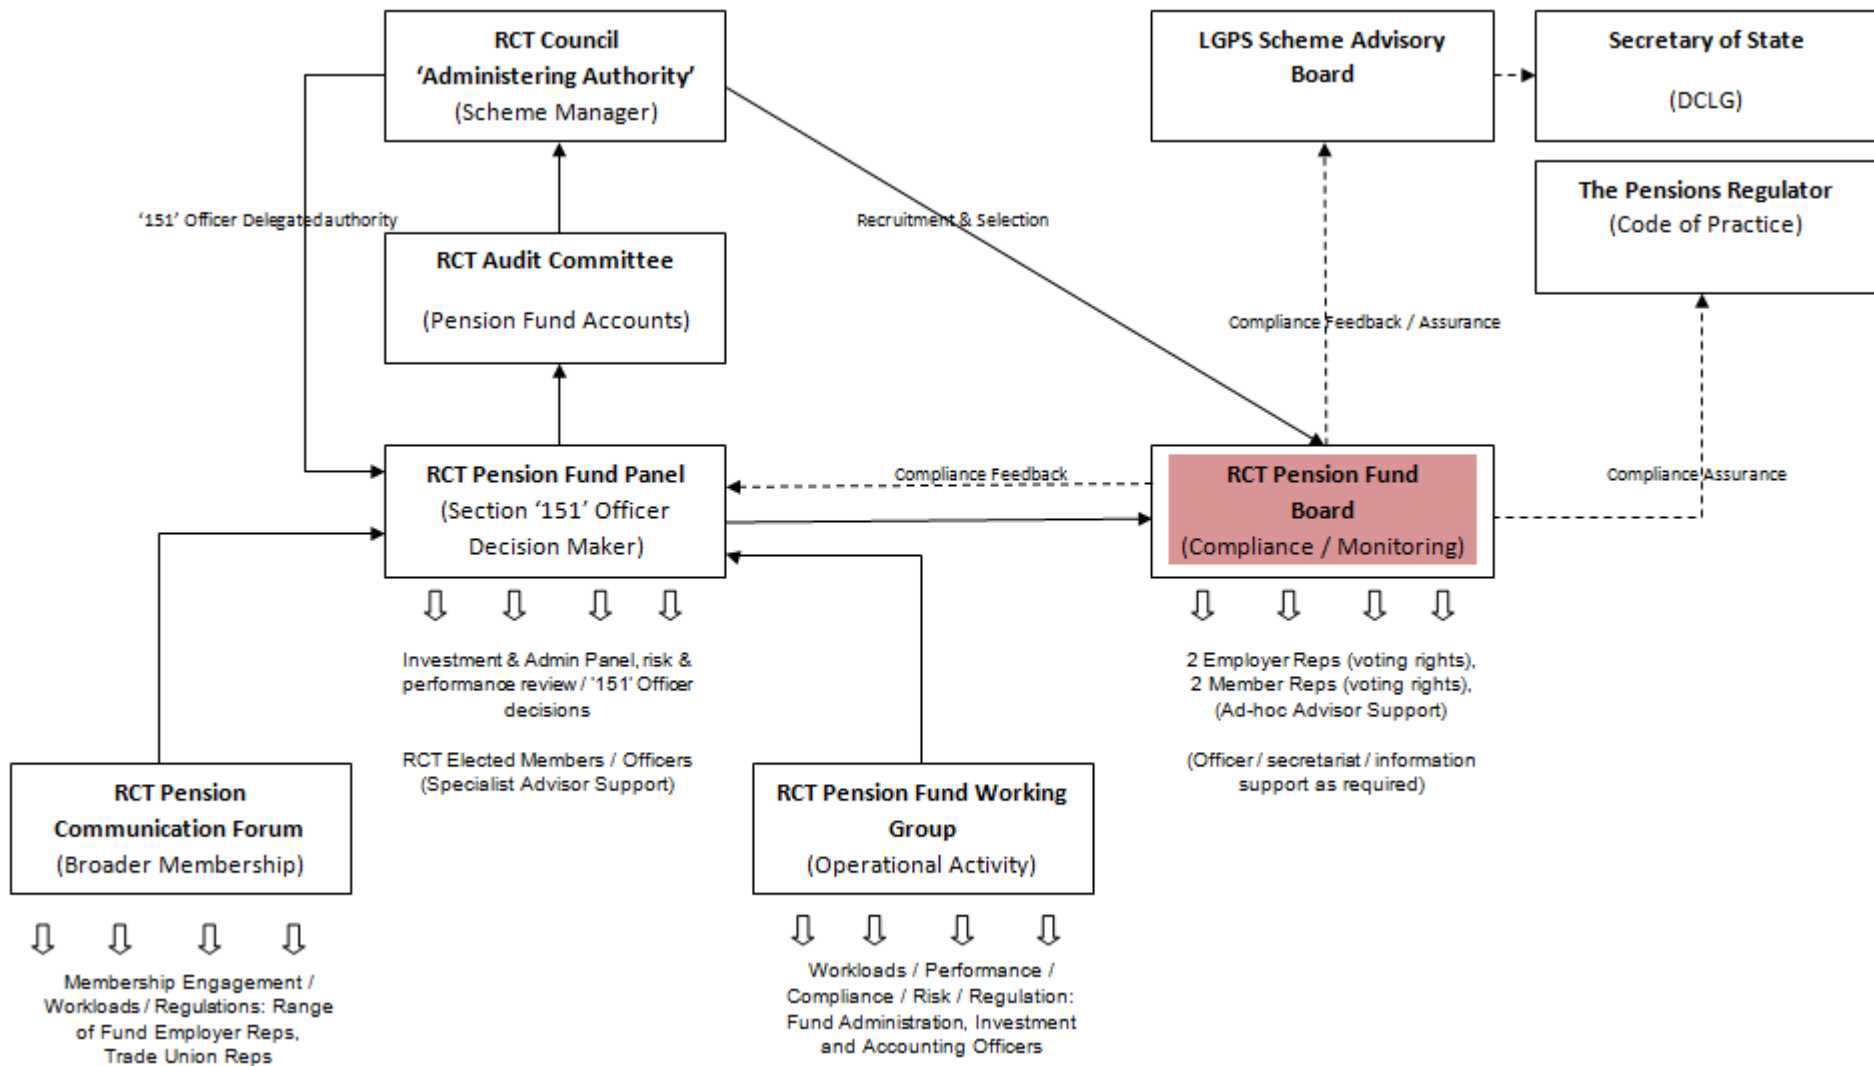 RCT Council
‘Administering Authority’
(Scheme Manager)
LGPS Scheme Advisory
Board
Secretary of State
(DCLG)
The Pensions Regulator
(Code of Practice)
‘151’ Officer Delegated authority
Recruitment & Selection
RCT Audit Committee
(Pension Fund Accounts)
Compliance Feedback / Assurance
RCT Pension Fund Panel
(Section ‘151’ Officer
Decision Maker)
Compliance Feedback
RCT Pension Fund
Board
(Compliance / Monitoring)
Compliance Assurance
Investment & Admin Panel, risk &
performance review / '151' Officer
decisions
RCT Elected Members / Officers
(Specialist Advisor Support)
2 Employer Reps (voting rights),
2 Member Reps (voting rights),
(Ad-hoc Advisor Support)
(Officer / secretariat / information
support as required)
RCT Pension
Communication Forum
(Broader Membership)
RCT Pension Fund Working
Group
(Operational Activity)
Membership Engagement /
Workloads / Regulations: Range
of Fund Employer Reps,
Trade Union Reps
Workloads / Performance /
Compliance / Risk / Regulation:
Fund Administration, Investment
and Accounting Officers